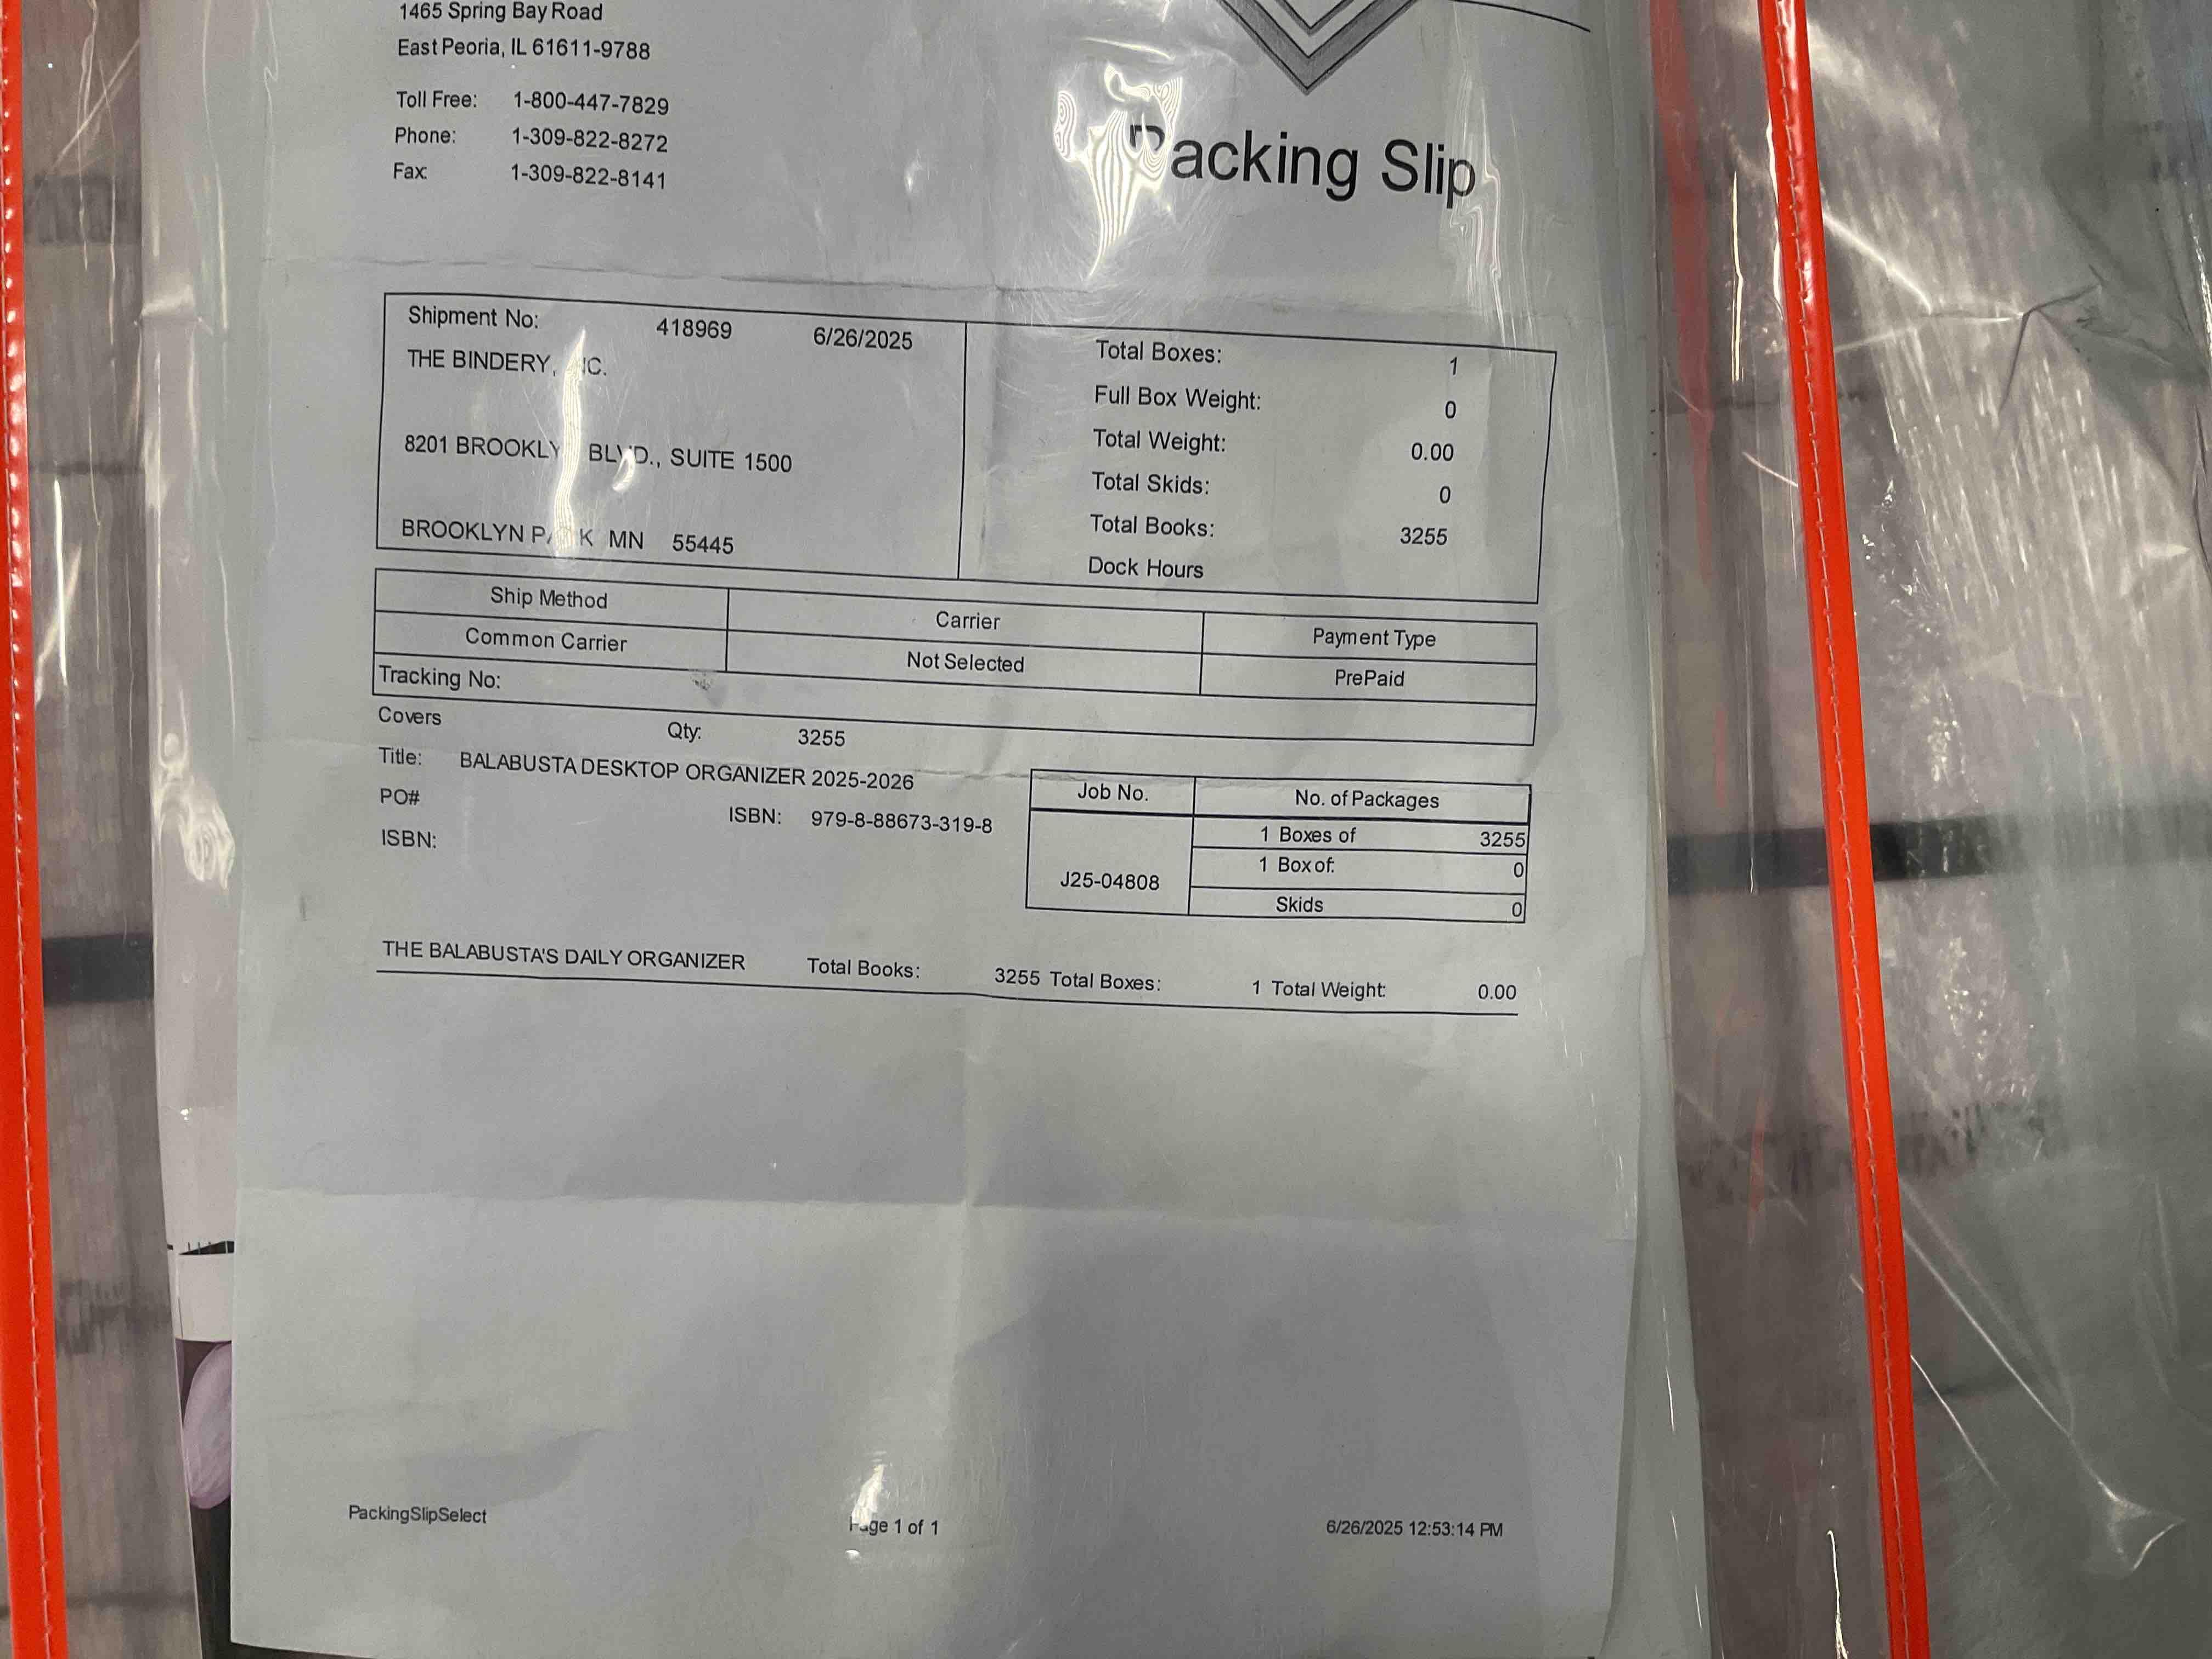 1465 Spring Bay Road
East Peoria, IL 61611-9788
Toll Free: 1-800-447-7829
Phone: 1-309-822-8272
Fax: 1-309-822-8141
Packing Slip
Shipment No: 418969 6/26/2025
THE BINDERY, INC.
8201 BROOKLYN BLVD., SUITE 1500
BROOKLYN PARK MN 55445
Total Boxes: 1
Full Box Weight: 0
Total Weight: 0.00
Total Skids: 0
Total Books: 3255
Dock Hours
Ship Method Carrier Payment Type
Common Carrier Not Selected PrePaid
Tracking No:
Covers Qty: 3255
Title: BALABUSTA DESKTOP ORGANIZER 2025-2026
PO# ISBN: 979-8-88673-319-8
ISBN:
Job No. No. of Packages
1 Boxes of 3255
1 Box of: 0
J25-04808
Skids 0
THE BALABUSTA'S DAILY ORGANIZER Total Books: 3255 Total Boxes: 1 Total Weight: 0.00
PackingSlipSelect Page 1 of 1 6/26/2025 12:53:14 PM